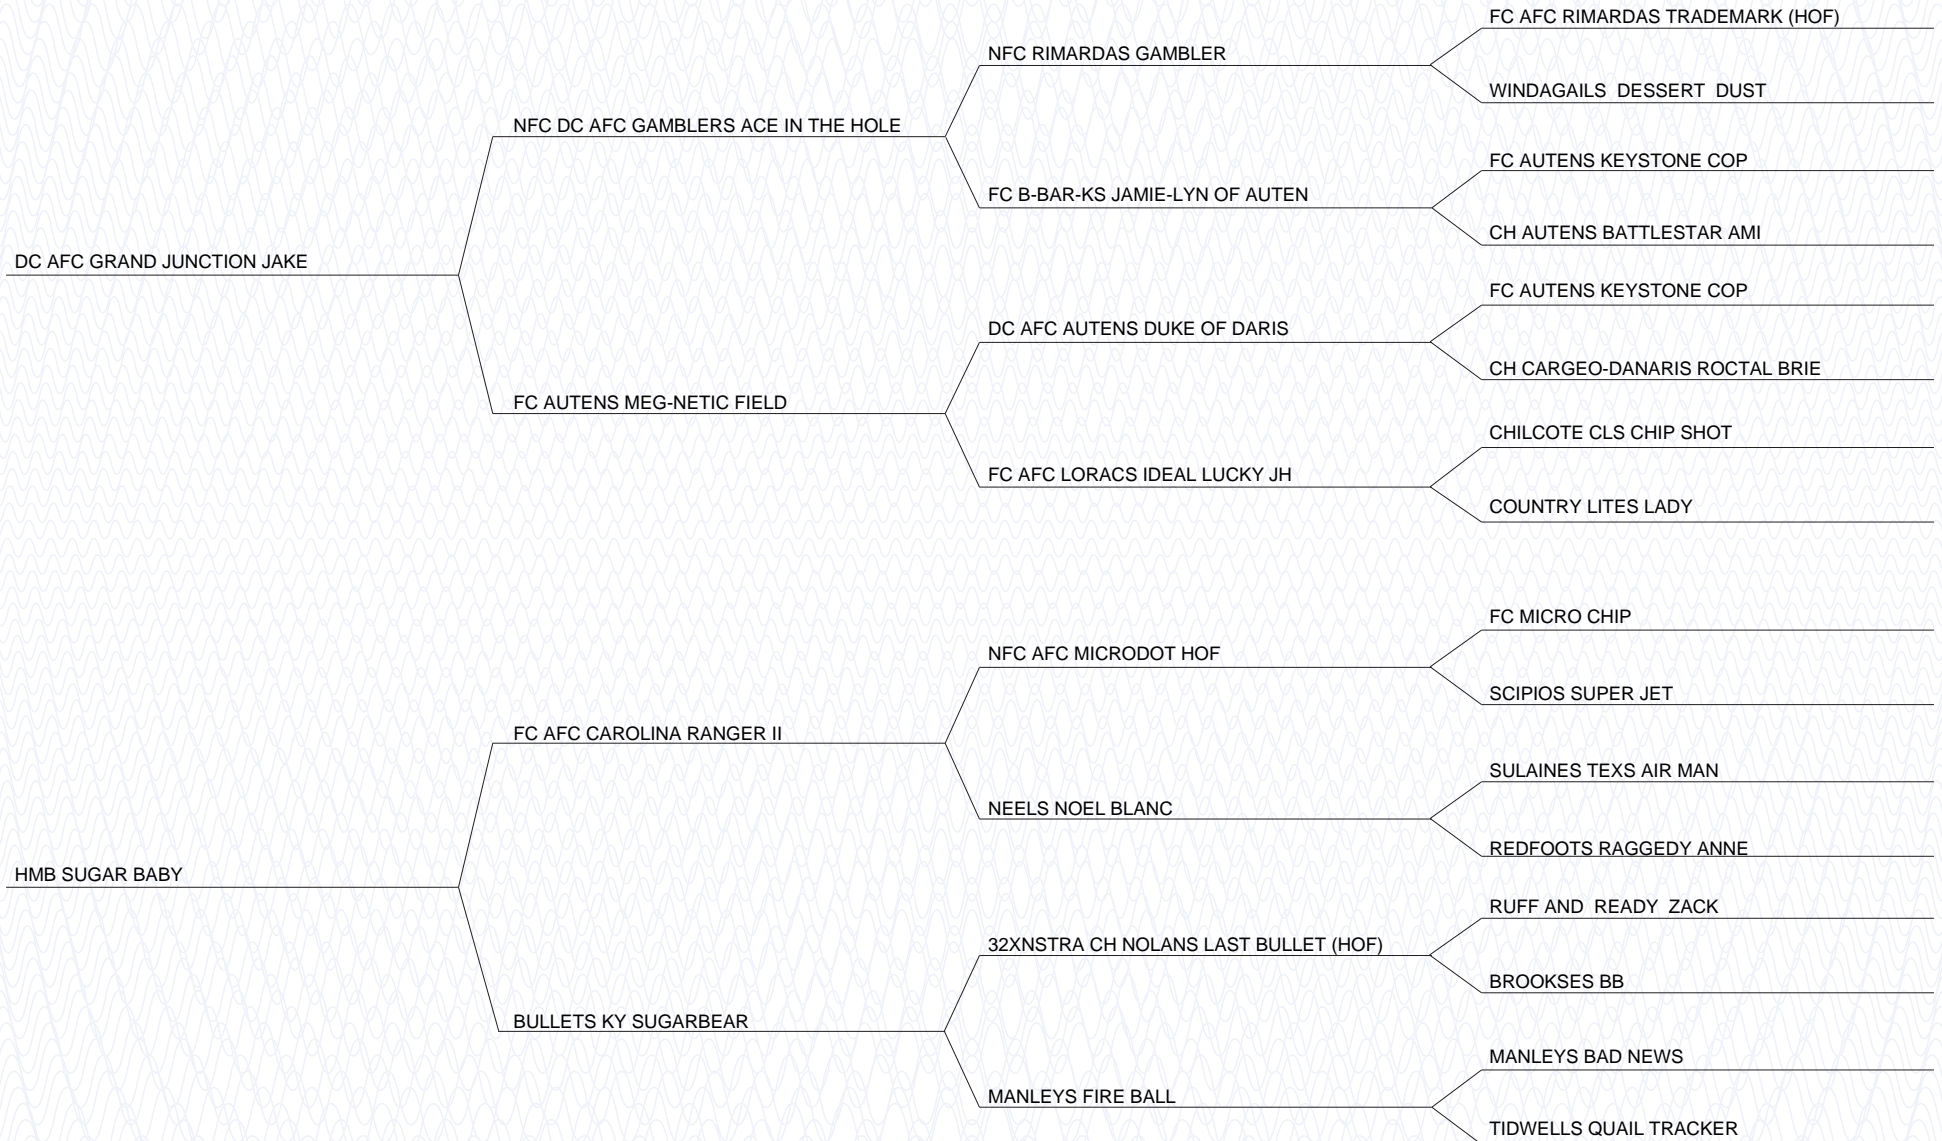 FC AFC RIMARDAS TRADEMARK (HOF)
NFC RIMARDAS GAMBLER
WINDAGAILS  DESSERT  DUST
NFC DC AFC GAMBLERS ACE IN THE HOLE
FC AUTENS KEYSTONE COP
FC B-BAR-KS JAMIE-LYN OF AUTEN
CH AUTENS BATTLESTAR AMI
DC AFC GRAND JUNCTION JAKE
FC AUTENS KEYSTONE COP
DC AFC AUTENS DUKE OF DARIS
CH CARGEO-DANARIS ROCTAL BRIE
FC AUTENS MEG-NETIC FIELD
CHILCOTE CLS CHIP SHOT
FC AFC LORACS IDEAL LUCKY JH
COUNTRY LITES LADY
FC MICRO CHIP
NFC AFC MICRODOT HOF
SCIPIOS SUPER JET
FC AFC CAROLINA RANGER II
SULAINES TEXS AIR MAN
NEELS NOEL BLANC
REDFOOTS RAGGEDY ANNE
HMB SUGAR BABY
RUFF AND  READY  ZACK
32XNSTRA CH NOLANS LAST BULLET (HOF)
BROOKSES BB
BULLETS KY SUGARBEAR
MANLEYS BAD NEWS
MANLEYS FIRE BALL
TIDWELLS QUAIL TRACKER